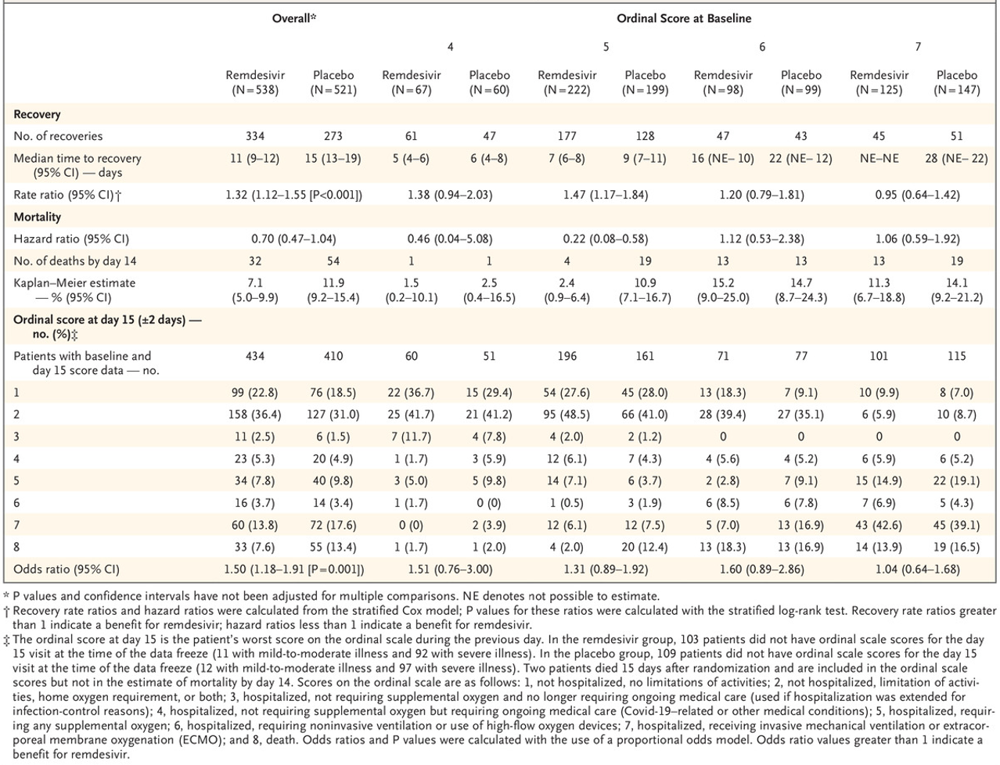 Overall* Ordinal Score at Baseline
4 5 6 7
Remdesivir (N=538) Placebo (N=521) Remdesivir (N=67) Placebo (N=60) Remdesivir (N=222) Placebo (N=199) Remdesivir (N=98) Placebo (N=99) Remdesivir (N=125) Placebo (N=147)
Recovery
No. of recoveries 334 273 61 47 177 128 47 43 45 51
Median time to recovery (95% CI) — days 11 (9–12) 15 (13–19) 5 (4–6) 6 (4–8) 7 (6–8) 9 (7–11) 16 (NE– 10) 22 (NE– 12) NE–NE 28 (NE– 22)
Rate ratio (95% CI)† 1.32 (1.12–1.55 [P<0.001]) 1.38 (0.94–2.03) 1.47 (1.17–1.84) 1.20 (0.79–1.81) 0.95 (0.64–1.42)
Mortality
Hazard ratio (95% CI) 0.70 (0.47–1.04) 0.46 (0.04–5.08) 0.22 (0.08–0.58) 1.12 (0.53–2.38) 1.06 (0.59–1.92)
No. of deaths by day 14 32 54 1 1 4 19 13 13 13 19
Kaplan–Meier estimate — % (95% CI) 7.1 (5.0–9.9) 11.9 (9.2–15.4) 1.5 (0.2–10.1) 2.5 (0.4–16.5) 2.4 (0.9–6.4) 10.9 (7.1–16.7) 15.2 (9.0–25.0) 14.7 (8.7–24.3) 11.3 (6.7–18.8) 14.1 (9.2–21.2)
Ordinal score at day 15 (±2 days) —
no. (%)‡
Patients with baseline and day 15 score data — no. 434 410 60 51 196 161 71 77 101 115
1 99 (22.8) 76 (18.5) 22 (36.7) 15 (29.4) 54 (27.6) 45 (28.0) 13 (18.3) 7 (9.1) 10 (9.9) 8 (7.0)
2 158 (36.4) 127 (31.0) 25 (41.7) 21 (41.2) 95 (48.5) 66 (41.0) 28 (39.4) 27 (35.1) 6 (5.9) 10 (8.7)
3 11 (2.5) 6 (1.5) 7 (11.7) 4 (7.8) 4 (2.0) 2 (1.2) 0 0 0 0
4 23 (5.3) 20 (4.9) 1 (1.7) 3 (5.9) 12 (6.1) 7 (4.3) 4 (5.6) 4 (5.2) 6 (5.9) 6 (5.2)
5 34 (7.8) 40 (9.8) 3 (5.0) 5 (9.8) 14 (7.1) 6 (3.7) 2 (2.8) 7 (9.1) 15 (14.9) 22 (19.1)
6 16 (3.7) 14 (3.4) 1 (1.7) 0 (0) 1 (0.5) 3 (1.9) 6 (8.5) 6 (7.8) 7 (6.9) 5 (4.3)
7 60 (13.8) 72 (17.6) 0 (0) 2 (3.9) 12 (6.1) 12 (7.5) 5 (7.0) 13 (16.9) 43 (42.6) 45 (39.1)
8 33 (7.6) 55 (13.4) 1 (1.7) 1 (2.0) 4 (2.0) 20 (12.4) 13 (18.3) 13 (16.9) 14 (13.9) 19 (16.5)
Odds ratio (95% CI) 1.50 (1.18–1.91 [P=0.001]) 1.51 (0.76–3.00) 1.31 (0.89–1.92) 1.60 (0.89–2.86) 1.04 (0.64–1.68)
* P values and confidence intervals have not been adjusted for multiple comparisons. NE denotes not possible to estimate.
† Recovery rate ratios and hazard ratios were calculated from the stratified Cox model; P values for these ratios were calculated with the stratified log-rank test. Recovery rate ratios greater
than 1 indicate a benefit for remdesivir; hazard ratios less than 1 indicate a benefit for remdesivir.
‡ The ordinal score at day 15 is the patient's worst score on the ordinal scale during the previous day. In the remdesivir group, 103 patients did not have ordinal scale scores for the day
15 visit at the time of the data freeze (11 with mild-to-moderate illness and 92 with severe illness). In the placebo group, 109 patients did not have ordinal scale scores for the day 15
visit at the time of the data freeze (12 with mild-to-moderate illness and 97 with severe illness). Two patients died 15 days after randomization and are included in the ordinal scale
scores but not in the estimate of mortality by day 14. Scores on the ordinal scale are as follows: 1, not hospitalized, no limitations of activities; 2, not hospitalized, limitation of activi-
ties, home oxygen requirement, or both; 3, hospitalized, not requiring supplemental oxygen and no longer requiring ongoing medical care (used if hospitalization was extended for
infection-control reasons); 4, hospitalized, not requiring supplemental oxygen but requiring ongoing medical care (Covid-19–related or other medical conditions); 5, hospitalized, requir-
ing any supplemental oxygen; 6, hospitalized, requiring noninvasive ventilation or use of high-flow oxygen devices; 7, hospitalized, receiving invasive mechanical ventilation or extracor-
poreal membrane oxygenation (ECMO); and 8, death. Odds ratios and P values were calculated with the use of a proportional odds model. Odds ratio values greater than 1 indicate a
benefit for remdesivir.